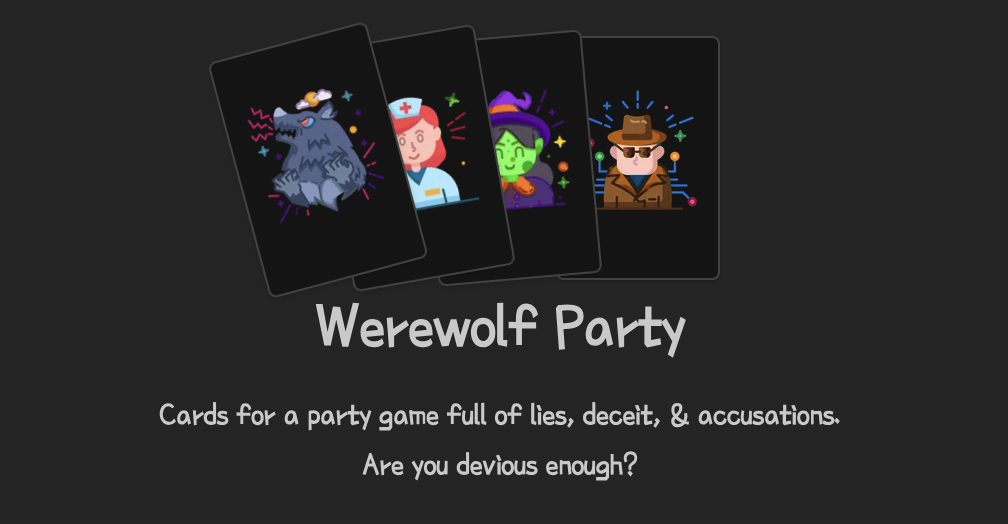 Werewolf Party
Cards for a party game full of lies, deceit, & accusations.
Are you devious enough?